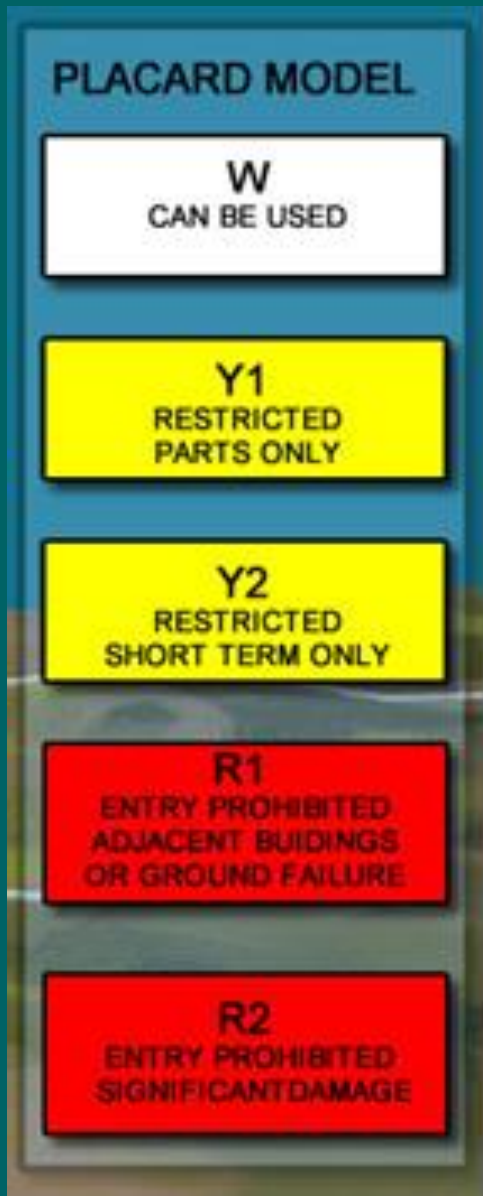 PLACARD MODEL
W
CAN BE USED
Y1
RESTRICTED
PARTS ONLY
Y2
RESTRICTED
SHORT TERM ONLY
R1
ENTRY PROHIBITED
ADJACENT BUIDINGS
OR GROUND FAILURE
R2
ENTRY PROHIBITED
SIGNIFICANTDAMAGE